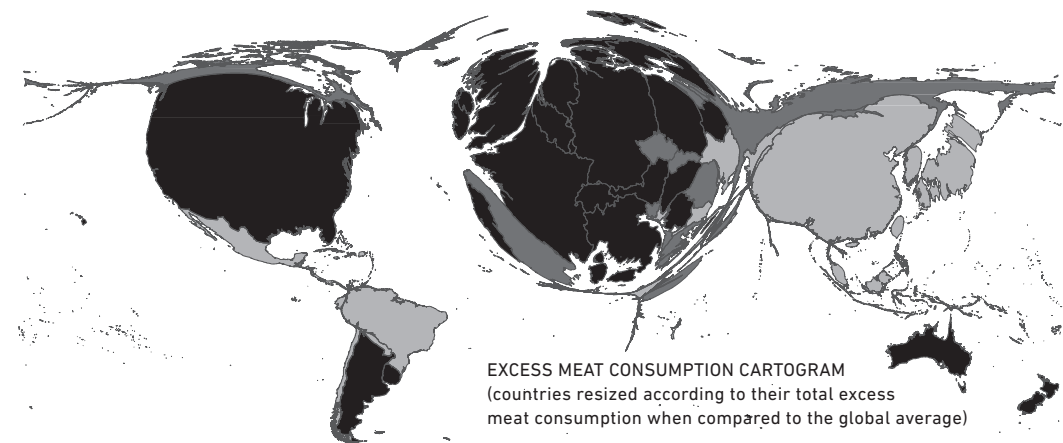 EXCESS MEAT CONSUMPTION CARTOGRAM
(countries resized according to their total excess
meat consumption when compared to the global average)